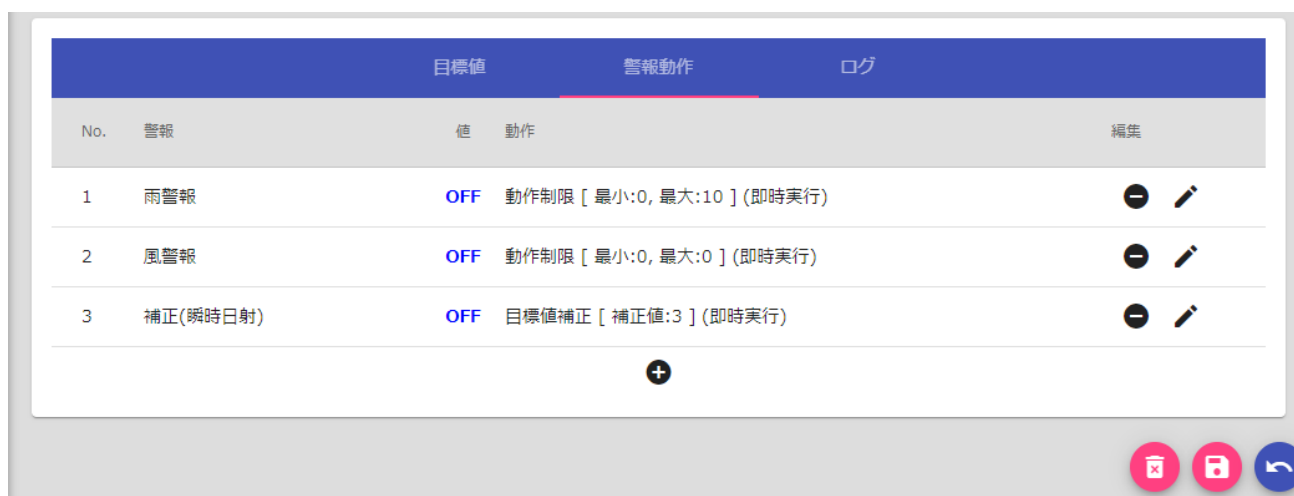 目標値 警報動作 ログ
No. 警報 値 動作 編集
1 雨警報 OFF 動作制限 [ 最小:0, 最大:10 ] (即時実行)
2 風警報 OFF 動作制限 [ 最小:0, 最大:0 ] (即時実行)
3 補正(瞬時日射) OFF 目標値補正 [ 補正値:3 ] (即時実行)